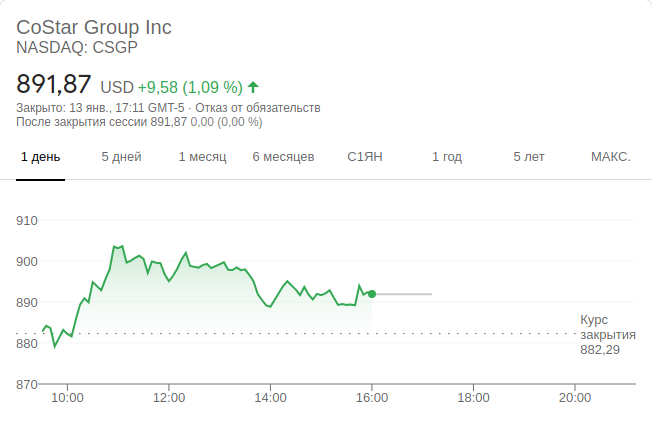 CoStar Group Inc
NASDAQ: CSGP
891,87 USD +9,58 (1,09 %)
Закрыто: 13 янв., 17:11 GMT-5 · Отказ от обязательств
После закрытия сессии 891,87 0,00 (0,00 %)
1 день 5 дней 1 месяц 6 месяцев С1ЯН 1 год 5 лет МАКС.
910
900
890
Курс
закрытия
880
882,29
870
10:00 12:00 14:00 16:00 18:00 20:00